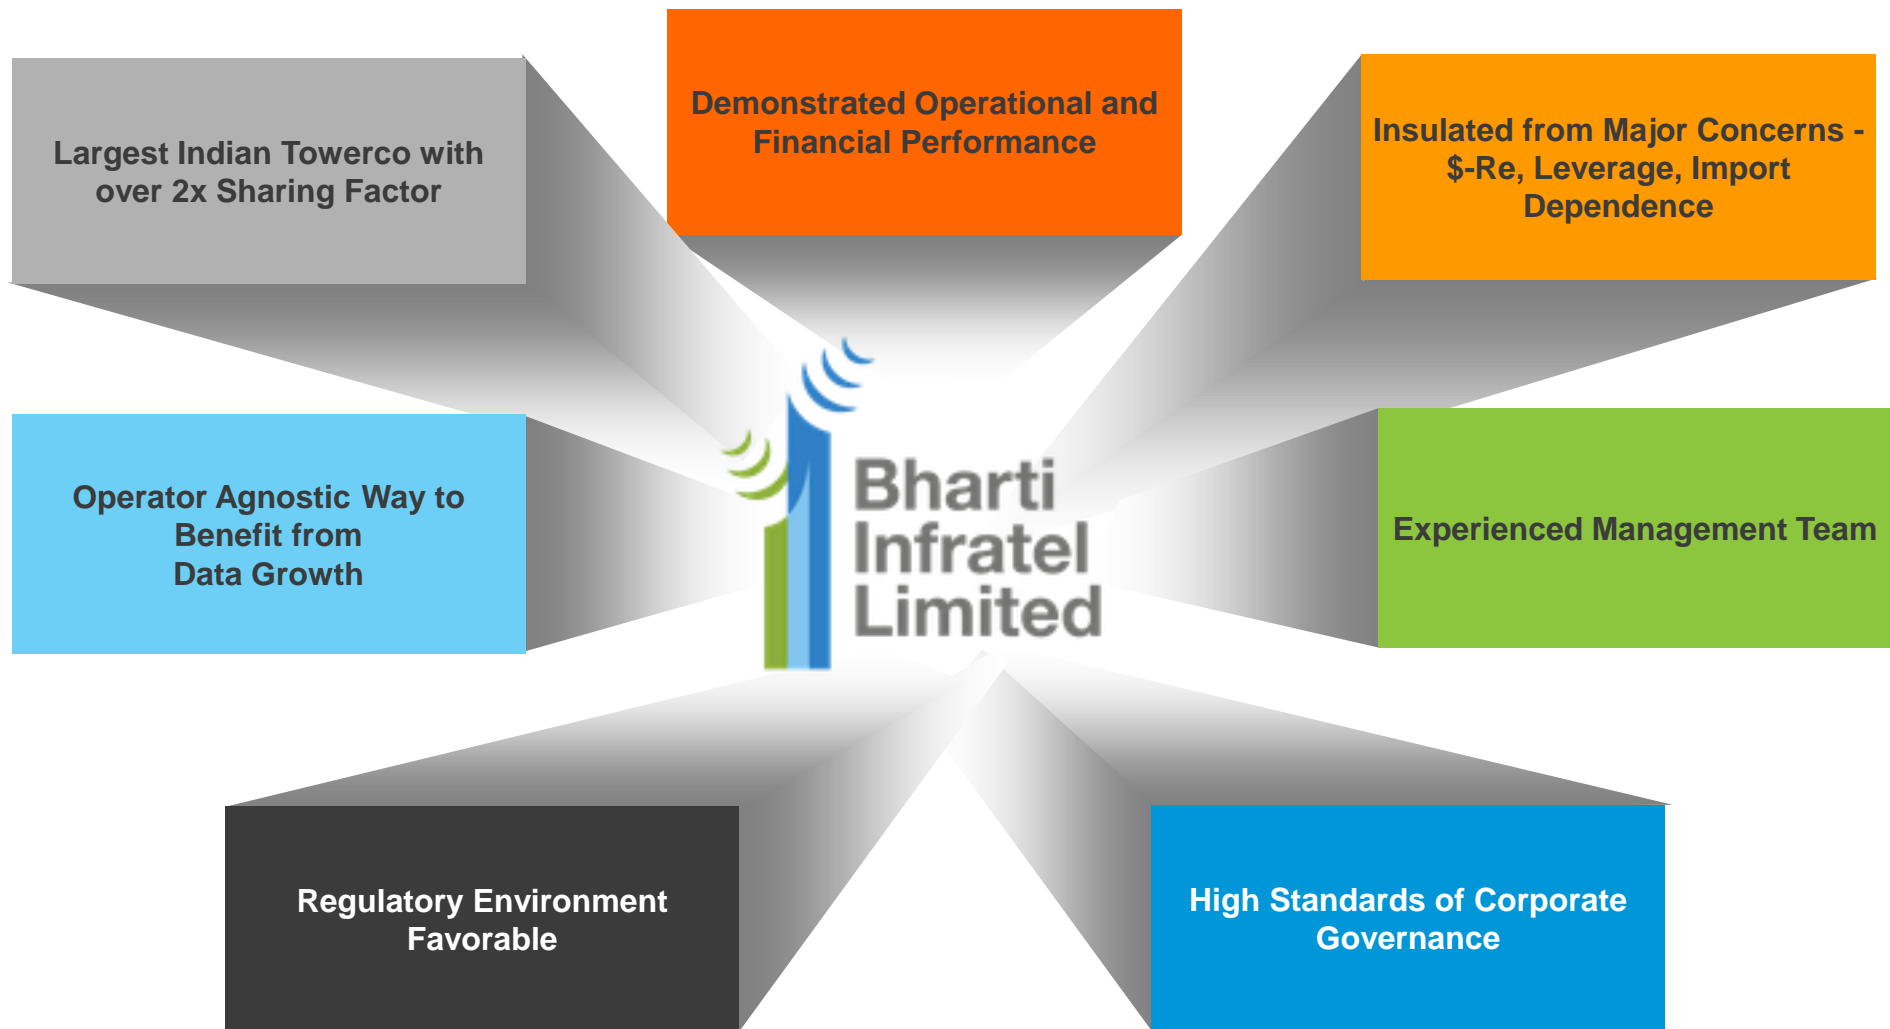 Demonstrated Operational and
Financial Performance
Largest Indian Towerco with
over 2x Sharing Factor
Insulated from Major Concerns -
$-Re, Leverage, Import
Dependence
Operator Agnostic Way to
Benefit from
Data Growth
Bharti
Infratel
Limited
Experienced Management Team
Regulatory Environment
Favorable
High Standards of Corporate
Governance